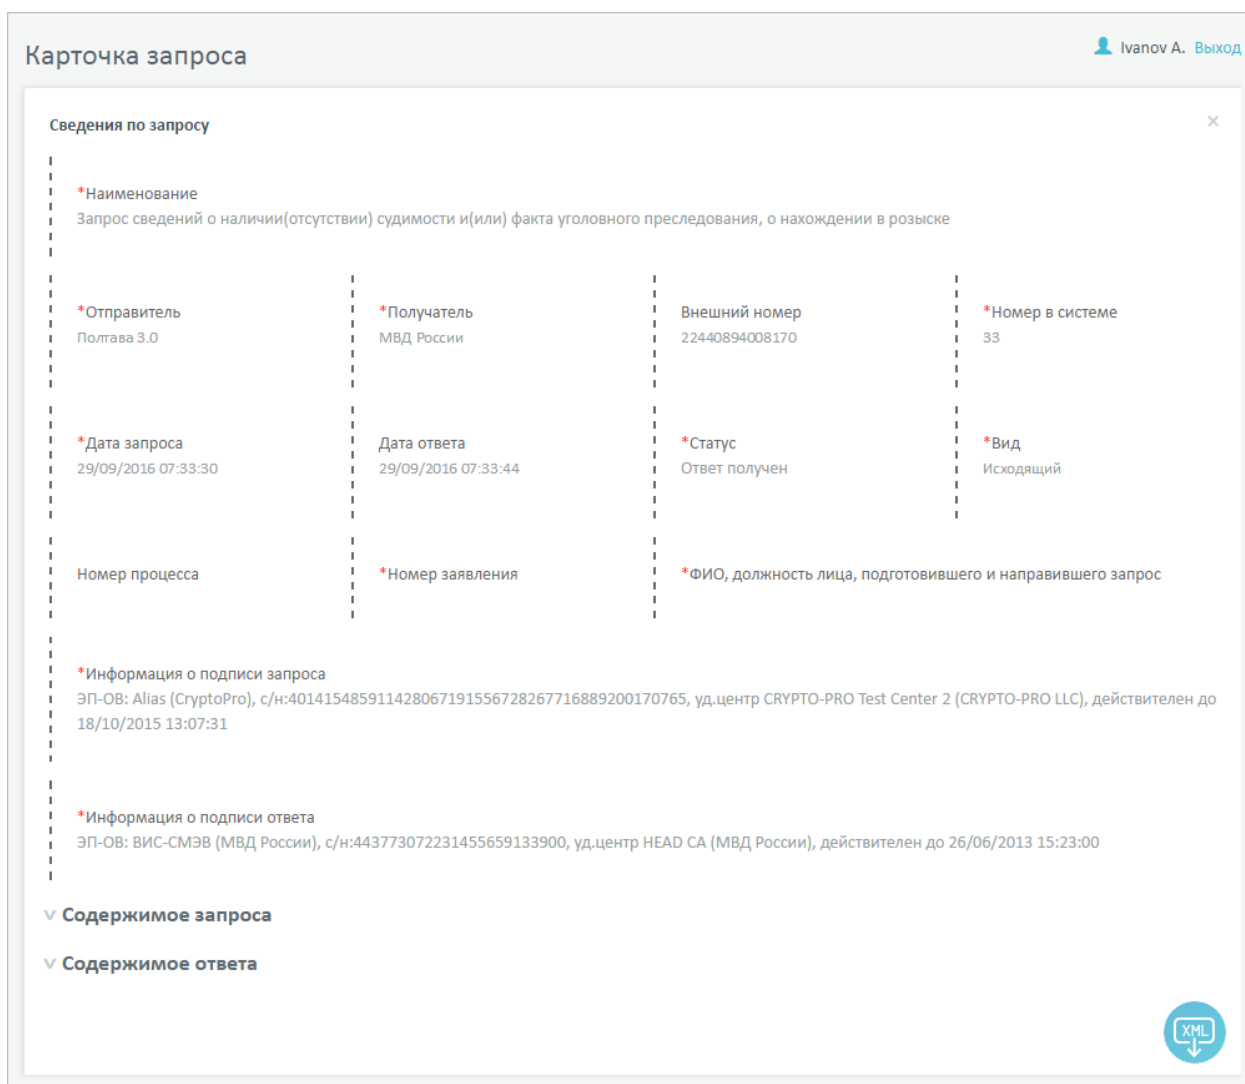 Карточка запроса
Ivanov A. Выход
Сведения по запросу
×
*Наименование
Запрос сведений о наличии(отсутствии) судимости и(или) факта уголовного преследования, о нахождении в розыске
*Отправитель *Получатель Внешний номер *Номер в системе
Полтава 3.0 МВД России 22440894008170 33
*Дата запроса Дата ответа *Статус *Вид
29/09/2016 07:33:30 29/09/2016 07:33:44 Ответ получен Исходящий
Номер процесса *Номер заявления *ФИО, должность лица, подготовившего и направившего запрос
*Информация о подписи запроса
ЭП-ОВ: Alias (CryptoPro), с/н:401415485911428067191556728267716889200170765, уд.центр CRYPTO-PRO Test Center 2 (CRYPTO-PRO LLC), действителен до
18/10/2015 13:07:31
*Информация о подписи ответа
ЭП-ОВ: ВИС-СМЭВ (МВД России), с/н:443773072231455659133900, уд.центр HEAD CA (МВД России), действителен до 26/06/2013 15:23:00
Содержимое запроса
Содержимое ответа
XML